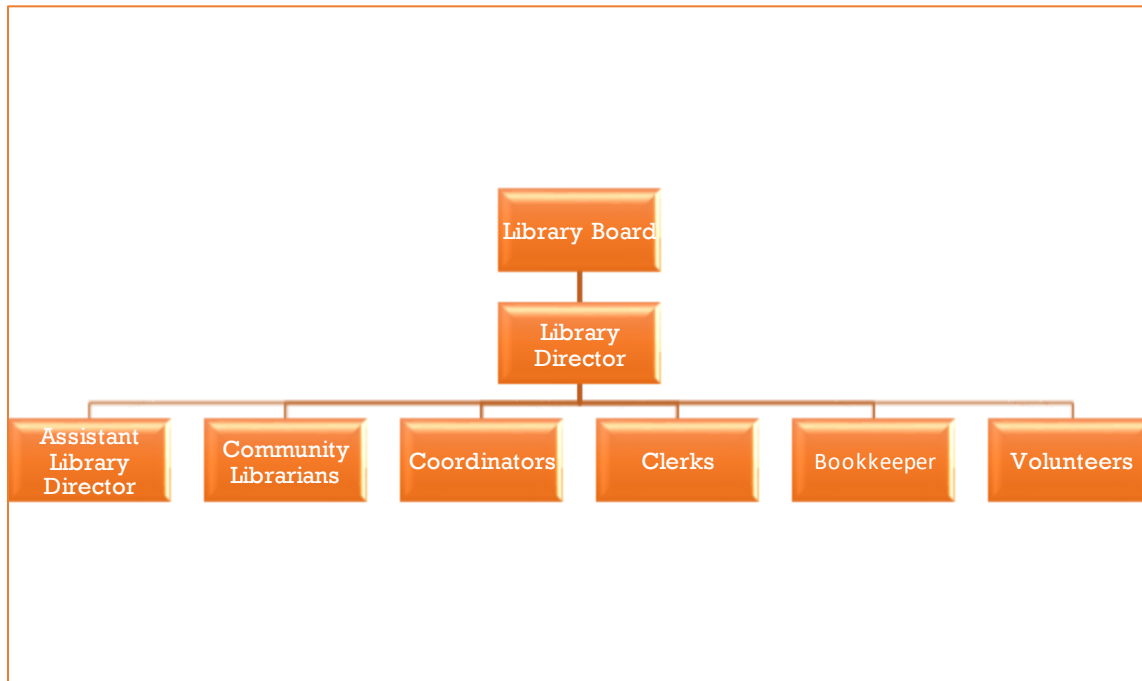 Library Board
Library
Director
Assistant
Library
Director
Community
Librarians
Coordinators
Clerks
Bookkeeper
Volunteers